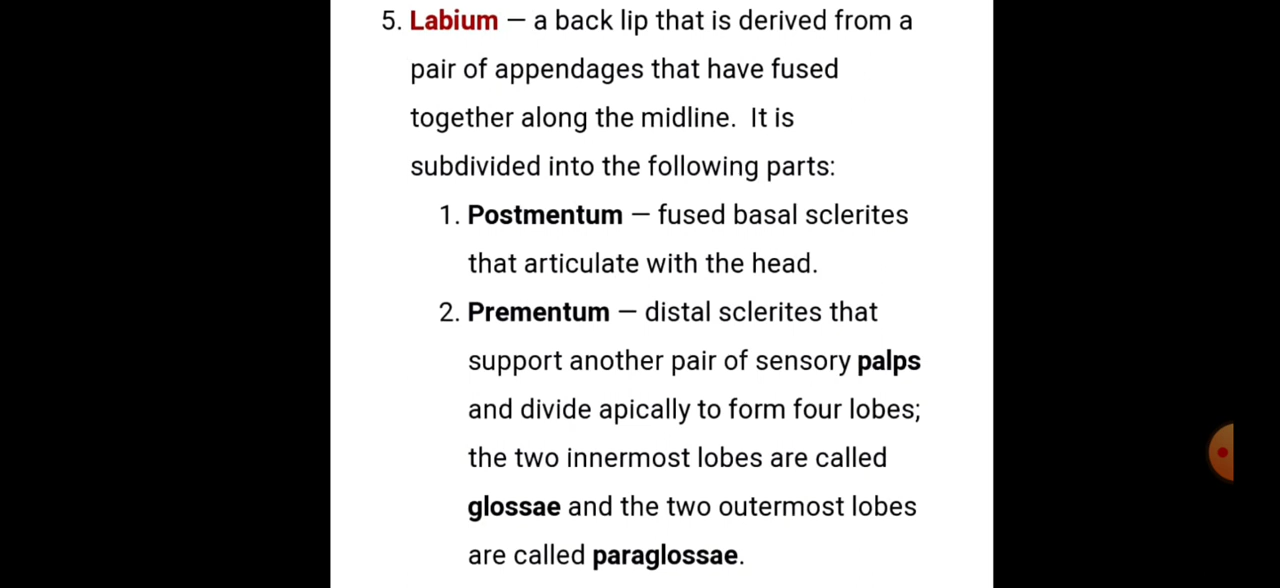 5. Labium — a back lip that is derived from a
pair of appendages that have fused
together along the midline.  It is
subdivided into the following parts:
1. Postmentum — fused basal sclerites
that articulate with the head.
2. Prementum — distal sclerites that
support another pair of sensory palps
and divide apically to form four lobes;
the two innermost lobes are called
glossae and the two outermost lobes
are called paraglossae.